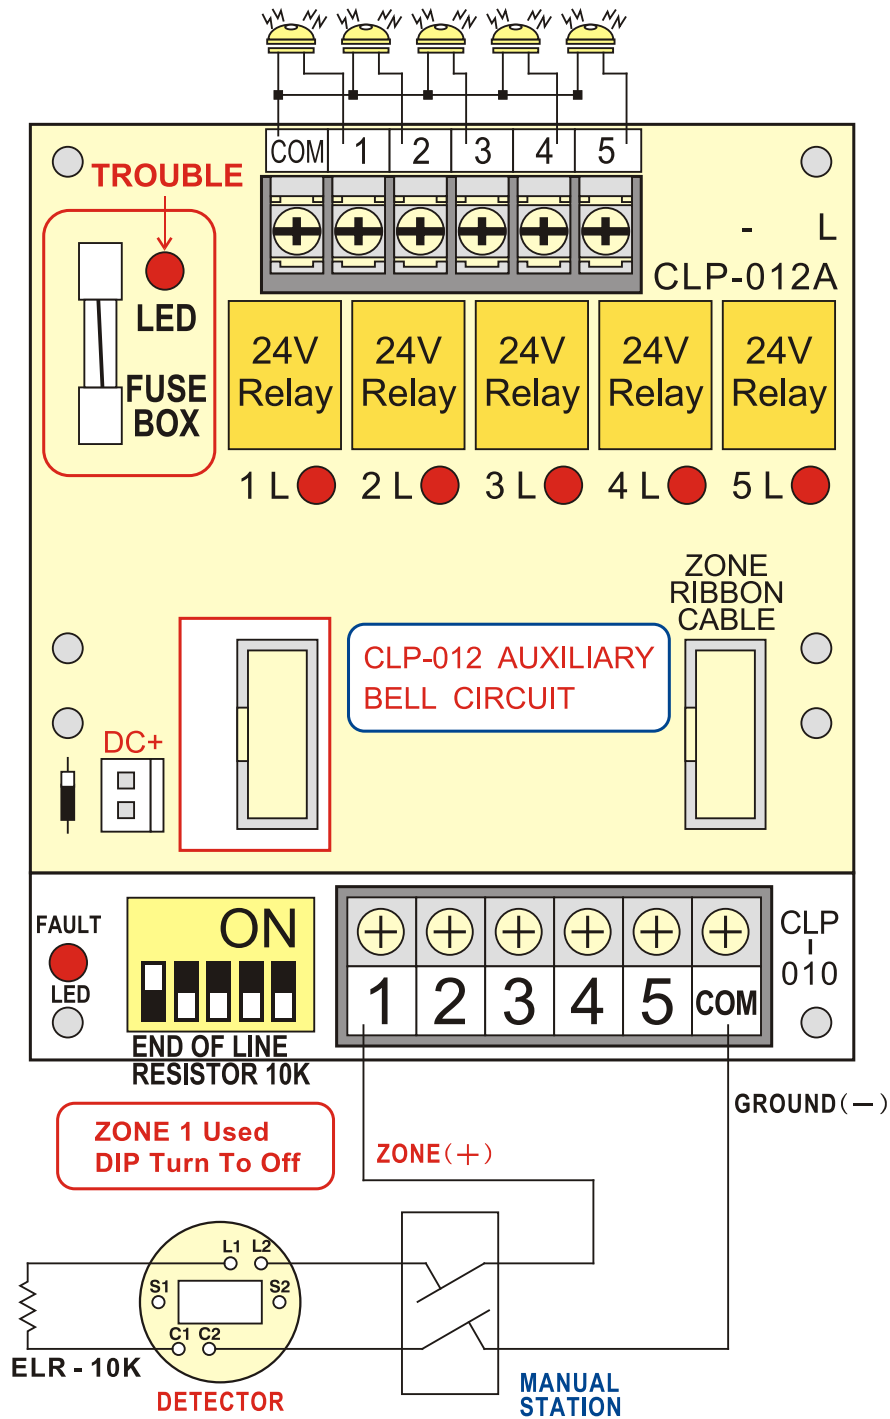 COM 1 2 3 4 5
TROUBLE
- L
CLP-012A
LED
FUSE
BOX
24V
Relay
24V
Relay
24V
Relay
24V
Relay
24V
Relay
1 L
2 L
3 L
4 L
5 L
ZONE
RIBBON
CABLE
CLP-012 AUXILIARY
BELL CIRCUIT
DC+
FAULT
LED
ON
END OF LINE
RESISTOR 10K
1 2 3 4 5 COM
CLP
-
010
GROUND(—)
ZONE 1 Used
DIP Turn To Off
ZONE(+)
L1 L2
S1 S2
C1 C2
ELR - 10K
DETECTOR
MANUAL
STATION